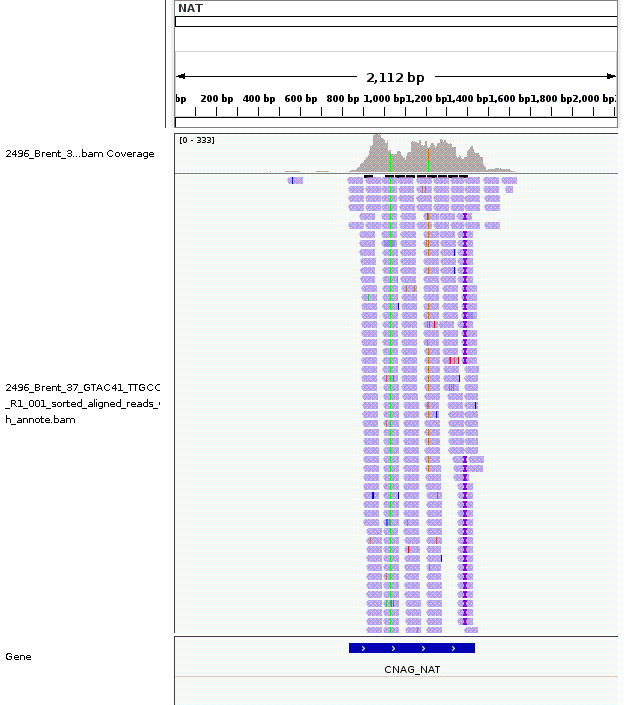 NAT
2,112 bp
bp 200 bp 400 bp 600 bp 800 bp 1,000 bp 1,200 bp 1,400 bp 1,600 bp 1,800 bp 2,000 bp
[0 - 333]
2496_Brent_3...bam Coverage
2496_Brent_37_GTAC41_TTGCC
_R1_001_sorted_aligned_reads_
h_annote.bam
Gene
CNAG_NAT